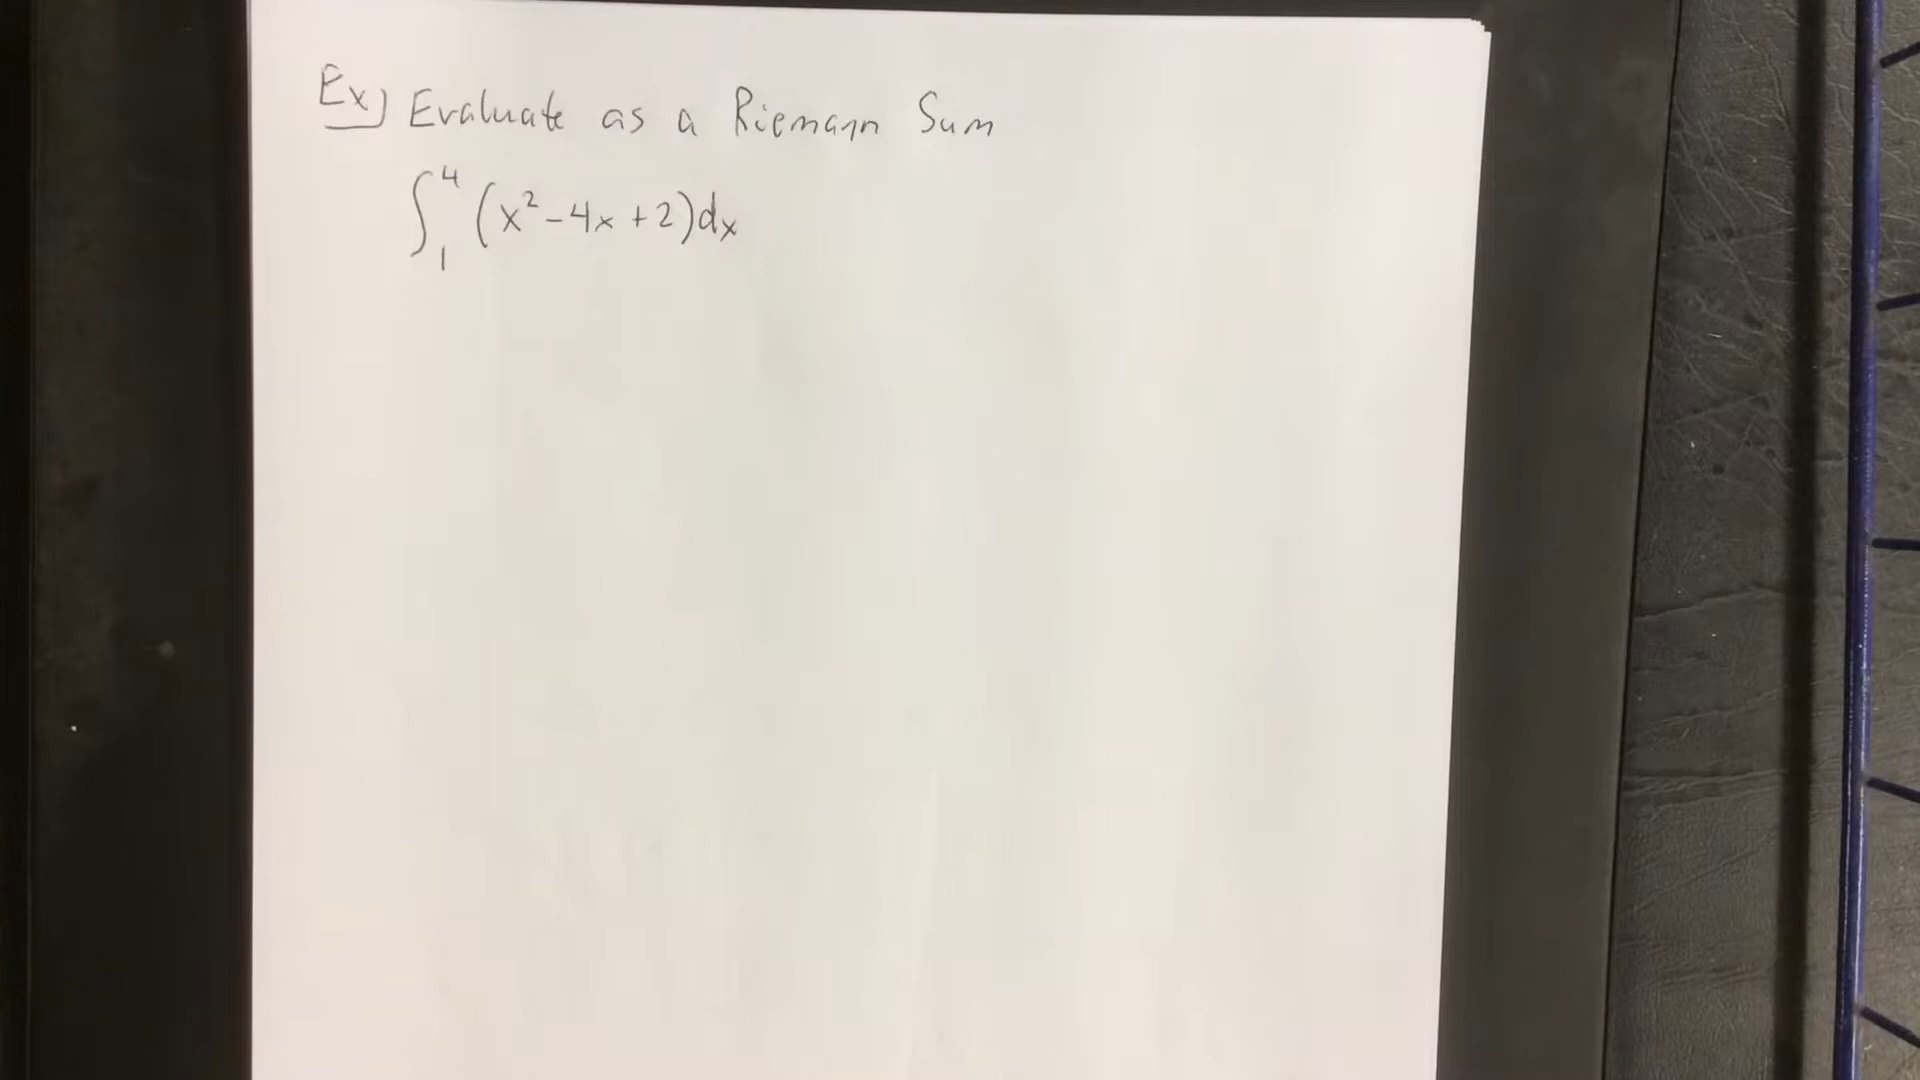 Ex) Evaluate as a Riemann Sum
∫₁⁴ (x² - 4x + 2)dx